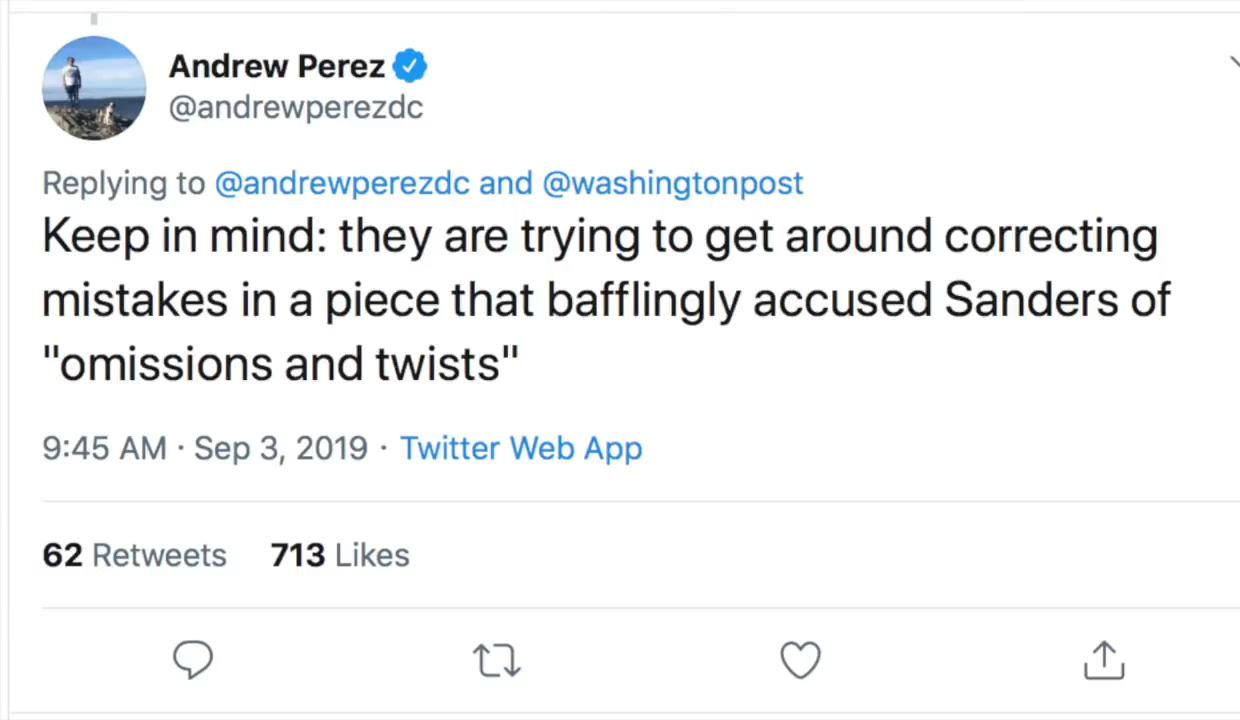 Andrew Perez
@andrewperezdc
Replying to @andrewperezdc and @washingtonpost
Keep in mind: they are trying to get around correcting
mistakes in a piece that bafflingly accused Sanders of
"omissions and twists"
9:45 AM · Sep 3, 2019 · Twitter Web App
62 Retweets 713 Likes